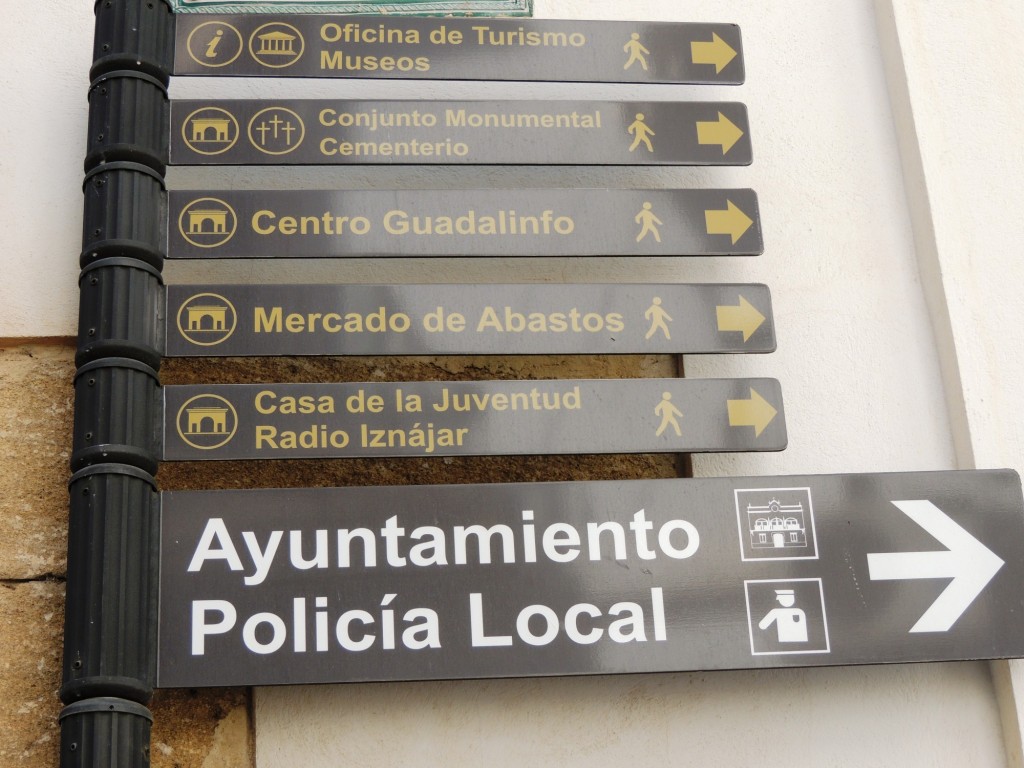 Oficina de Turismo
Museos
Conjunto Monumental
Cementerio
Centro Guadalinfo
Mercado de Abastos
Casa de la Juventud
Radio Iznájar
Ayuntamiento
Policía Local